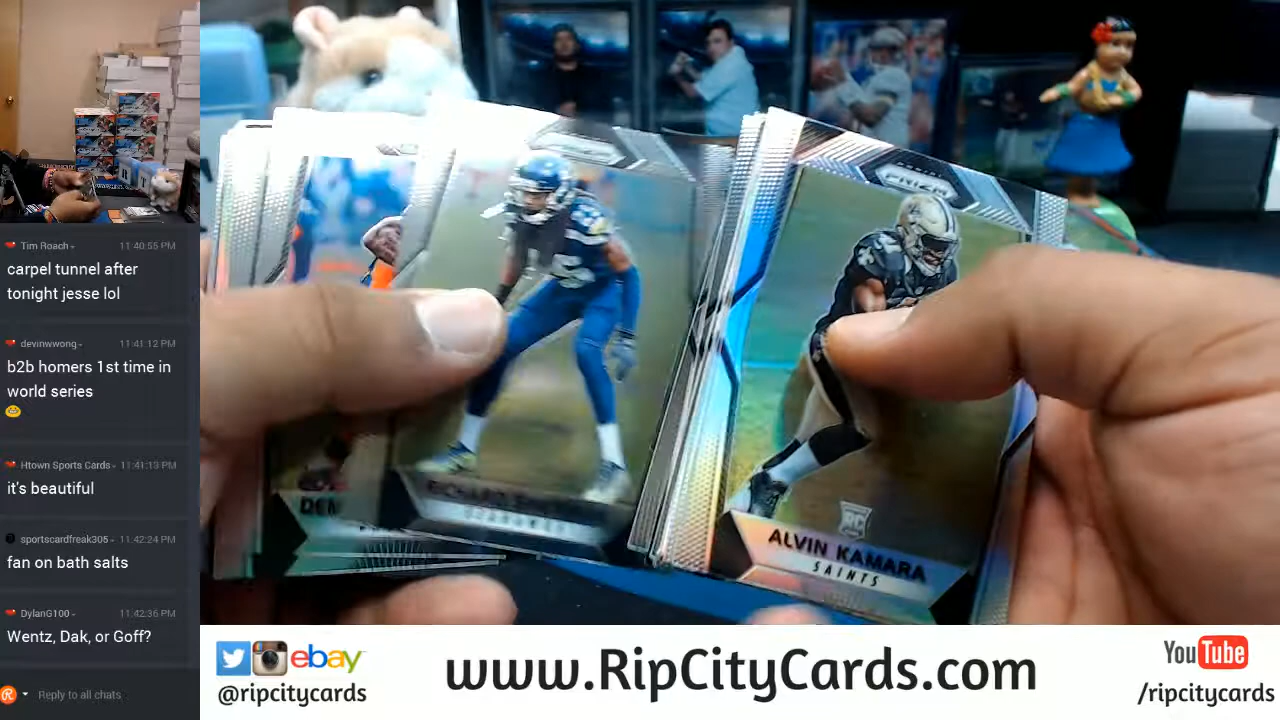 Tim Roach 11:40:55 PM
carpel tunnel after
tonight jesse lol
devinwwong 11:41:12 PM
b2b homers 1st time in
world series
Htown Sports Cards 11:41:13 PM
it's beautiful
sportscardfreak305 11:42:24 PM
fan on bath salts
DylanG100 11:42:36 PM
Wentz, Dak, or Goff?
Reply to all chats
PRIZM
RC
ALVIN KAMARA
SAINTS
DEN
SEAHAWKS
ebay
@ripcitycards
www.RipCityCards.com
YouTube
/ripcitycards